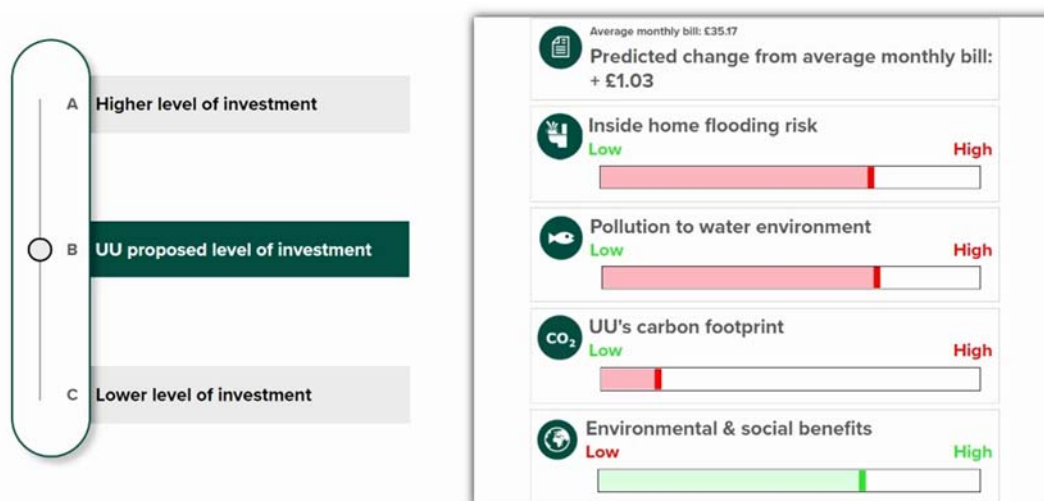 A
Higher level of investment
B
UU proposed level of investment
C
Lower level of investment
Average monthly bill: £35.17
Predicted change from average monthly bill:
+ £1.03
Inside home flooding risk
Low High
Pollution to water environment
Low High
CO₂
UU's carbon footprint
Low High
Environmental & social benefits
Low High